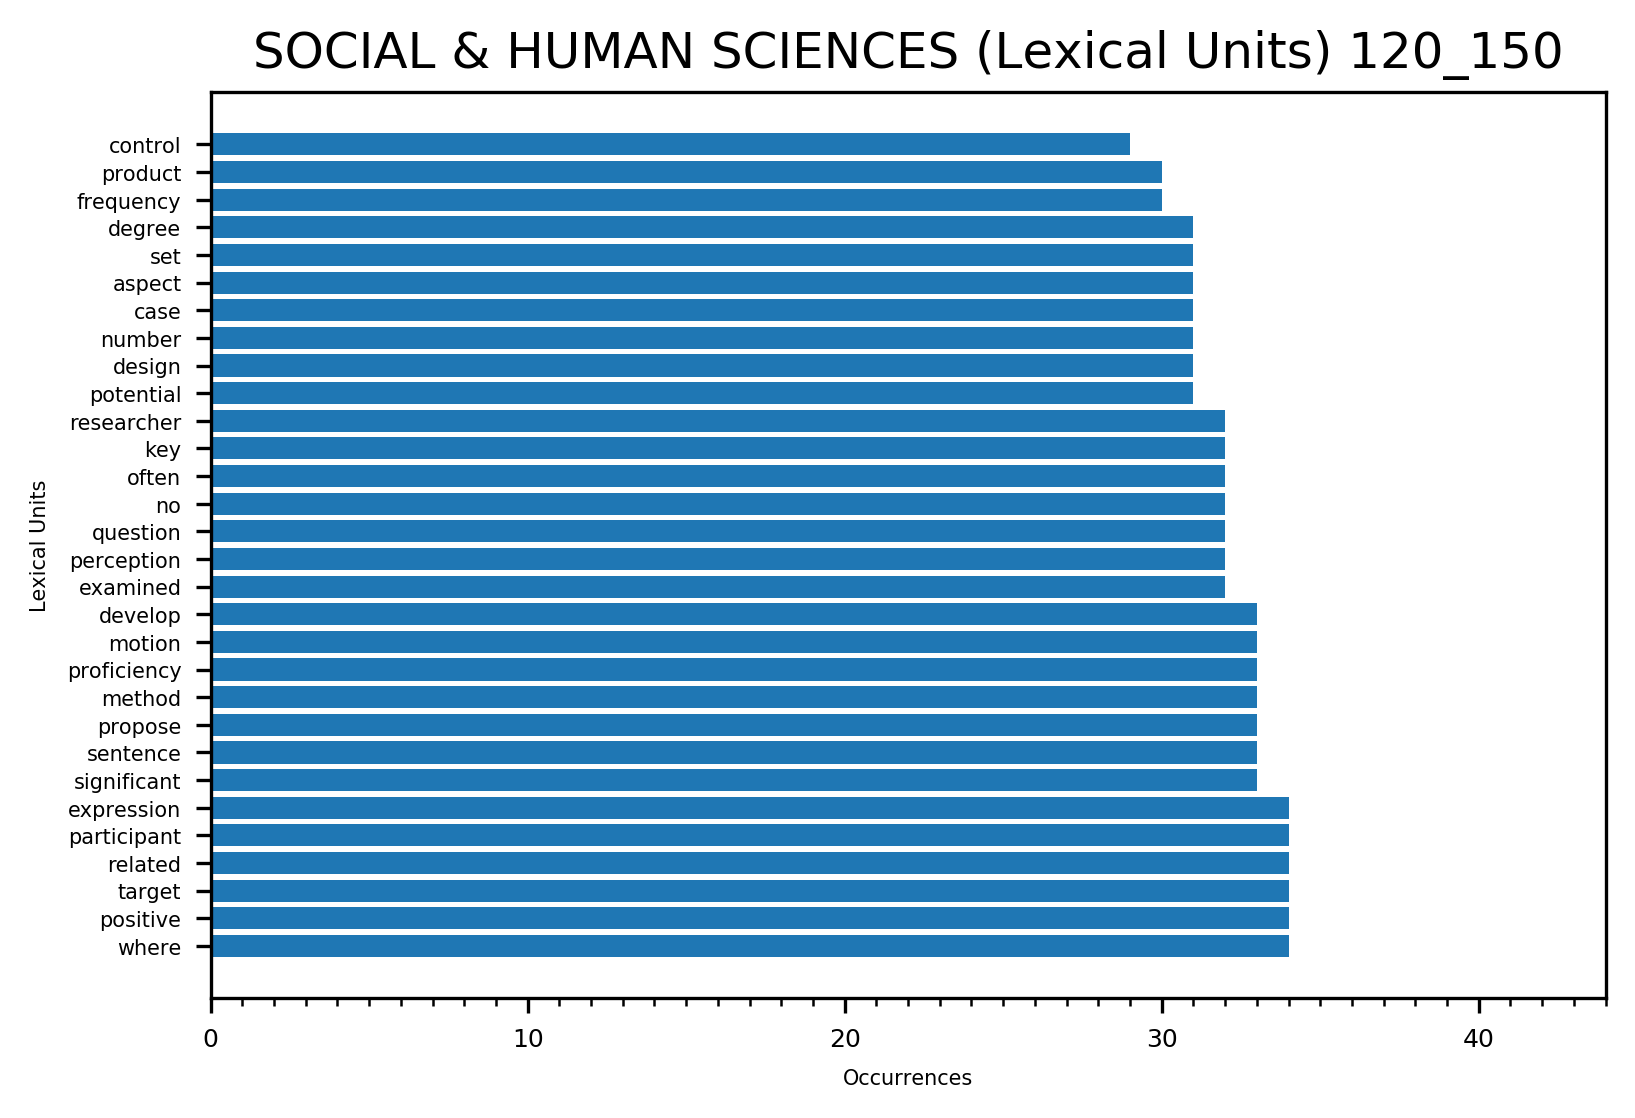 SOCIAL & HUMAN SCIENCES (Lexical Units) 120_150
control
product
frequency
degree
set
aspect
case
number
design
potential
researcher
key
often
no
question
perception
examined
develop
motion
proficiency
method
propose
sentence
significant
expression
participant
related
target
positive
where
Lexical Units
0 10 20 30 40
Occurrences